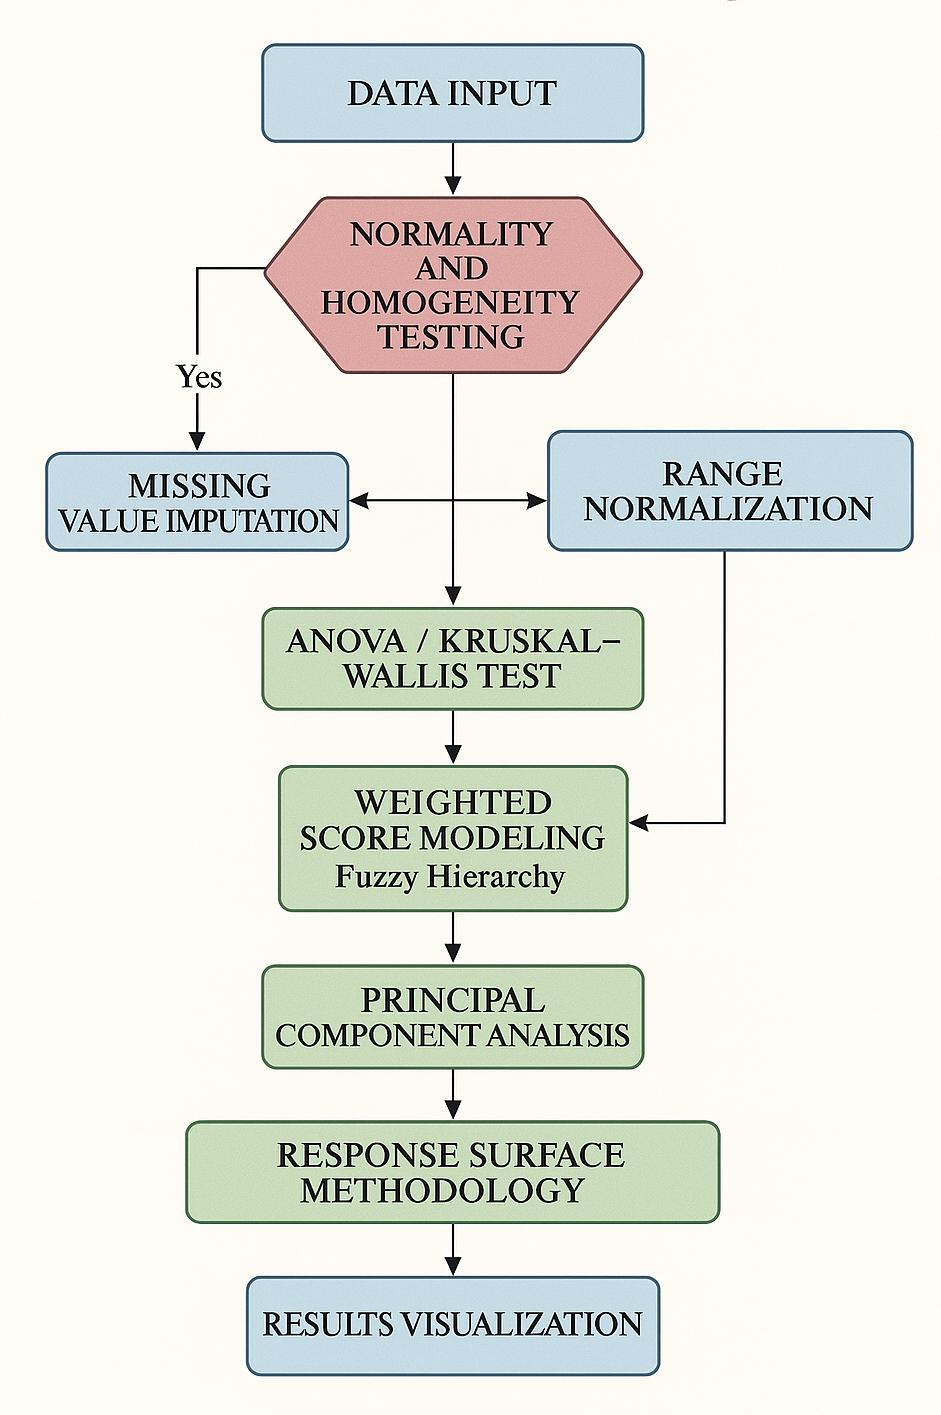 DATA INPUT
NORMALITY
AND
HOMOGENEITY
TESTING
Yes
MISSING
VALUE IMPUTATION
RANGE
NORMALIZATION
ANOVA / KRUSKAL–
WALLIS TEST
WEIGHTED
SCORE MODELING
Fuzzy Hierarchy
PRINCIPAL
COMPONENT ANALYSIS
RESPONSE SURFACE
METHODOLOGY
RESULTS VISUALIZATION